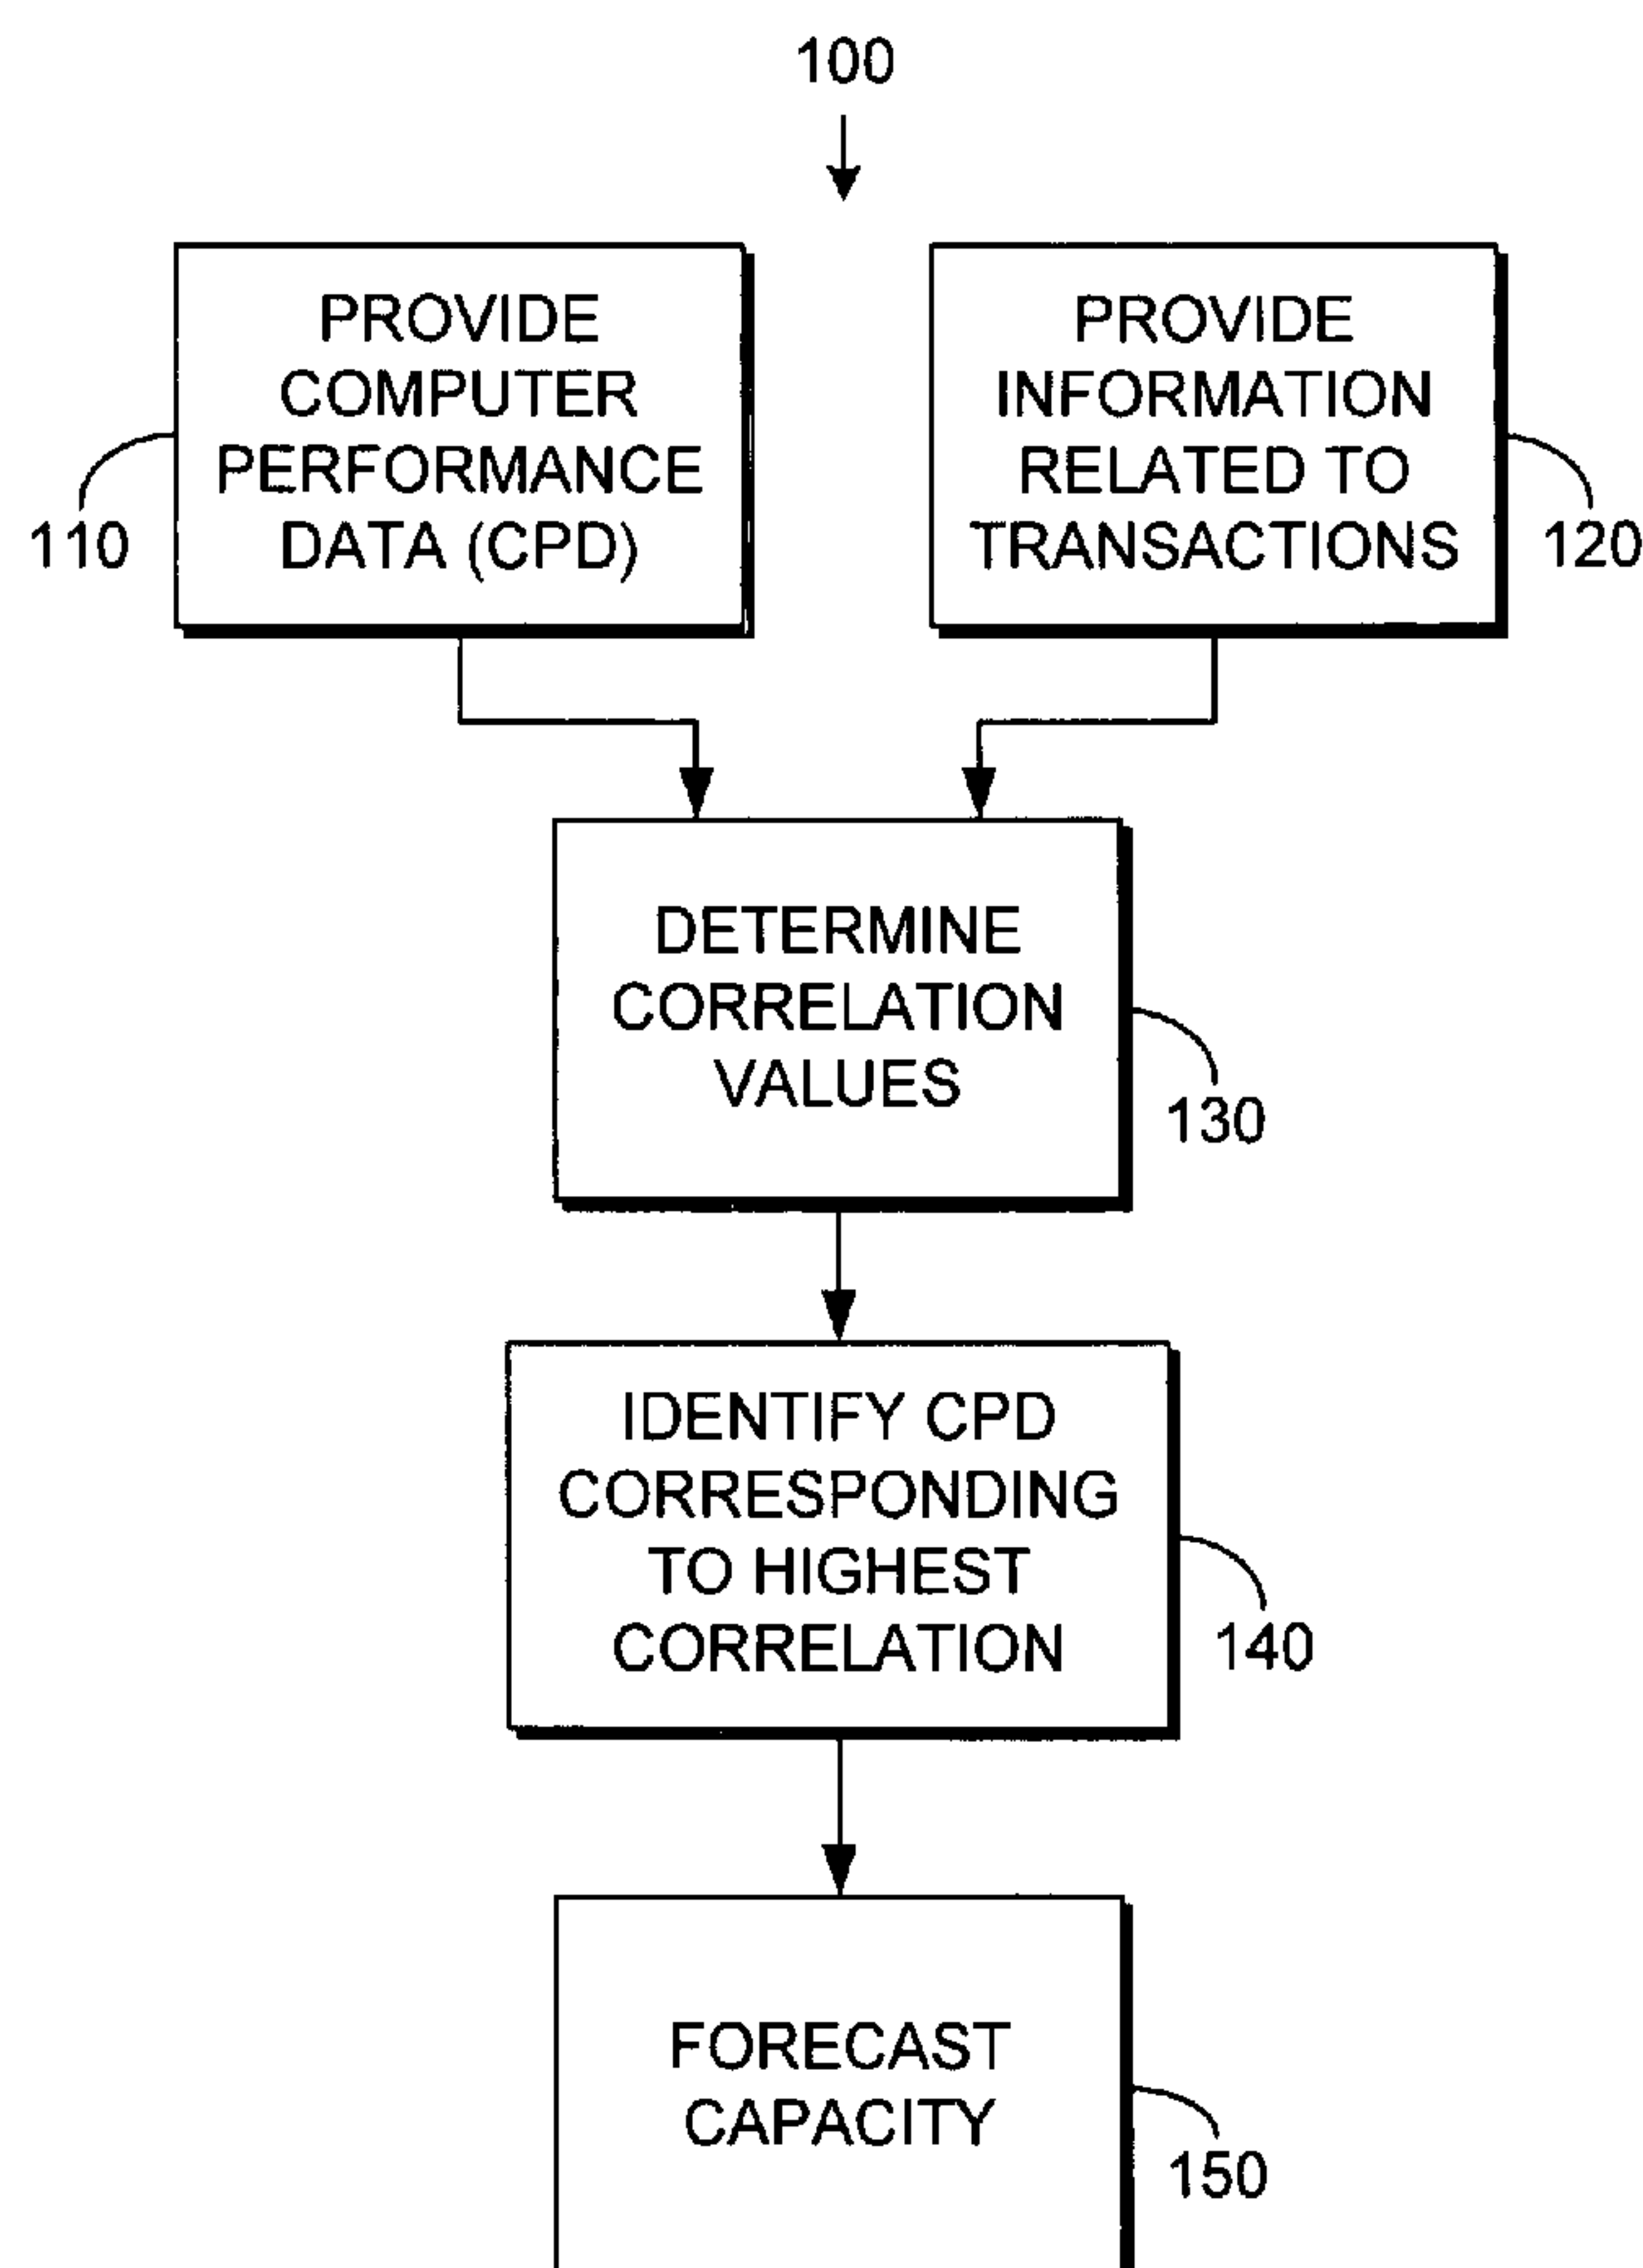 100
PROVIDE
COMPUTER
PERFORMANCE
DATA (CPD)
110
PROVIDE
INFORMATION
RELATED TO
TRANSACTIONS
120
DETERMINE
CORRELATION
VALUES
130
IDENTIFY CPD
CORRESPONDING
TO HIGHEST
CORRELATION
140
FORECAST
CAPACITY
150